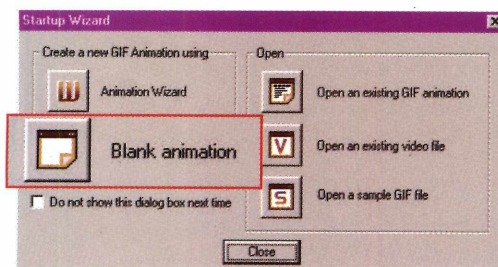 Startup Wizard
Create a new GIF Animation using
Animation Wizard
Blank animation
Do not show this dialog box next time
Open
Open an existing GIF animation
Open an existing video file
Open a sample GIF file
Close